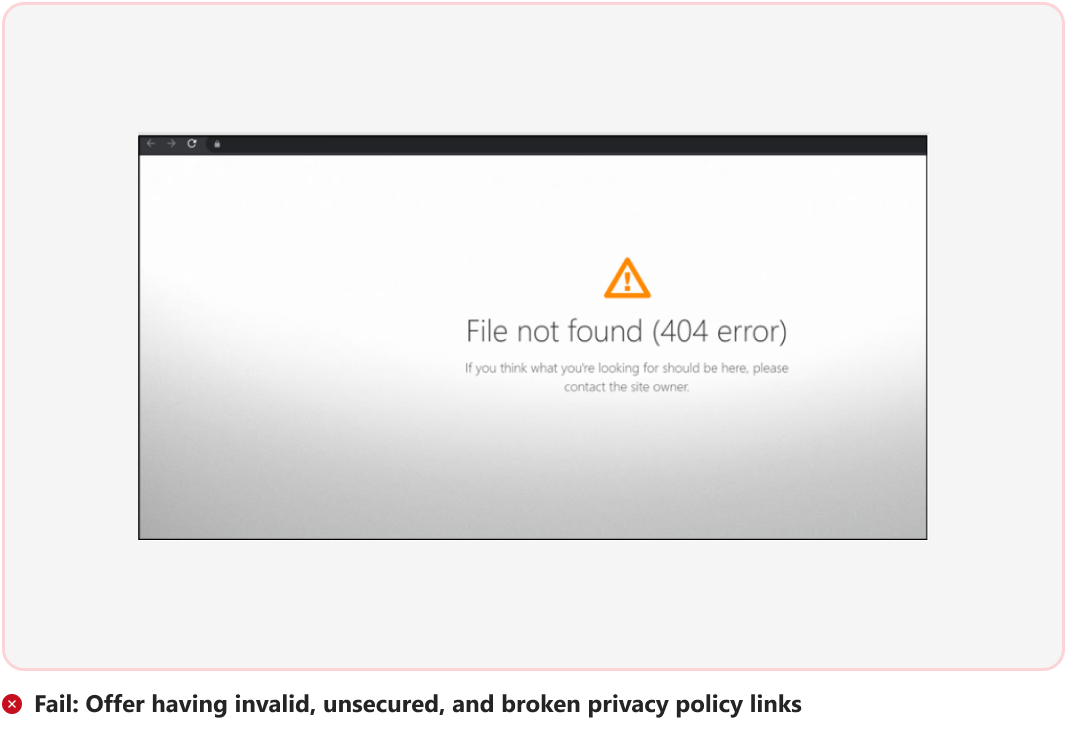 File not found (404 error)
If you think what you're looking for should be here, please
contact the site owner.
Fail: Offer having invalid, unsecured, and broken privacy policy links